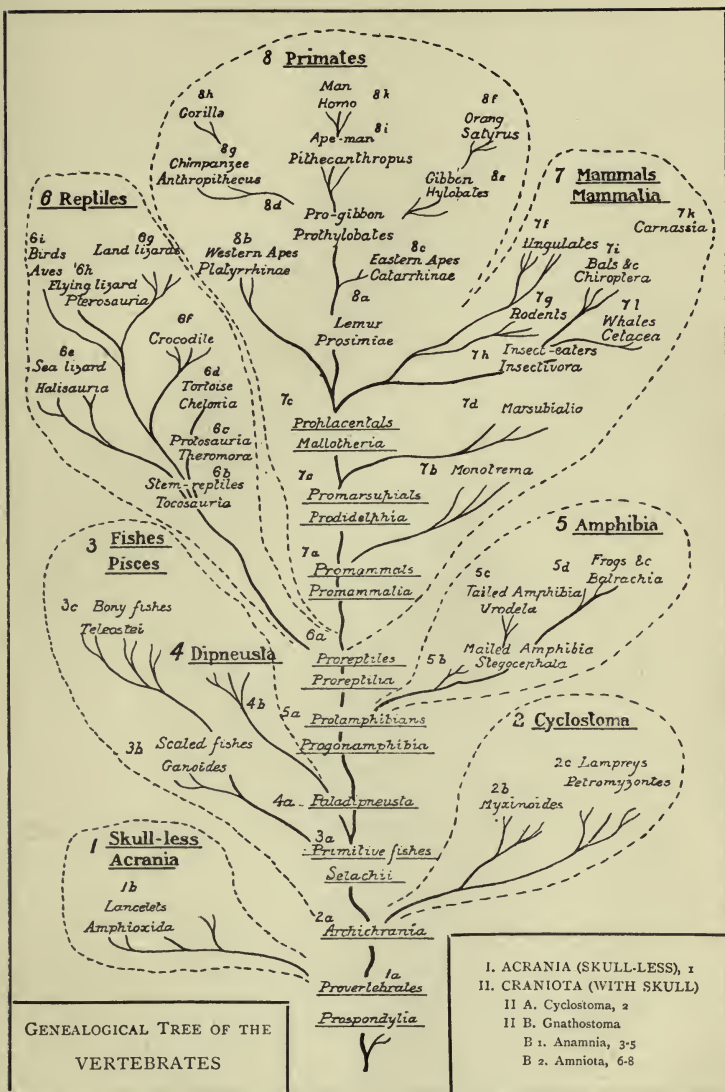 8 Primates
8h
Gorilla
Man
Homo
8k
8f
Orang
Satyrus
8g
Chimpanzee
Anthropithecus
Ape-man
8i
Pithecanthropus
Gibbon
8e
Hylobates
8d
Pro-gibbon
Prothylobates
6 Reptiles
7 Mammals
Mammalia
6i
Birds
Aves
6g
Land lizards
6h
Flying lizard
Pterosauria
8b
Western Apes
Platyrrhinae
8c
Eastern Apes
Catarrhinae
8a
Lemur
Prosimiae
7f
Ungulates
7k
Carnassia
7i
Bats &c
Chiroptera
7g
Rodents
7l
Whales
Cetacea
7h
Insect-eaters
Insectivora
6f
Crocodile
6e
Sea lizard
Halisauria
6d
Tortoise
Chelonia
6c
Protosauria
Theromora
6b
Stem-reptiles
Tocosauria
7c
Prohlacentals
Mallotheria
7d
Marsubialio
7e
Promarsupials
Prodidelphia
7b
Monotrema
7a
Promammals
Promammalia
3 Fishes
Pisces
5 Amphibia
5c
Tailed Amphibia
Urodela
5d
Frogs &c
Batrachia
5b
Mailed Amphibia
Stegocephala
6a
Proreptiles
Proreptilia
3c Bony fishes
Teleostei
4 Dipneusta
4b
5a
Protamphibians
Progonamphibia
3b
Scaled fishes
Ganoides
4a
Paladipneusta
2 Cyclostoma
2c Lampreys
Petromyzontes
2b
Myxinoides
3a
Primitive fishes
Selachii
1 Skull-less
Acrania
1b
Lancelets
Amphioxida
2a
Archichrania
1a
Provertebrates
Prospondylia
GENEALOGICAL TREE OF THE
VERTEBRATES
I. ACRANIA (SKULL-LESS), 1
II. CRANIOTA (WITH SKULL)
II A. Cyclostoma, 2
II B. Gnathostoma
B 1. Anamnia, 3-5
B 2. Amniota, 6-8